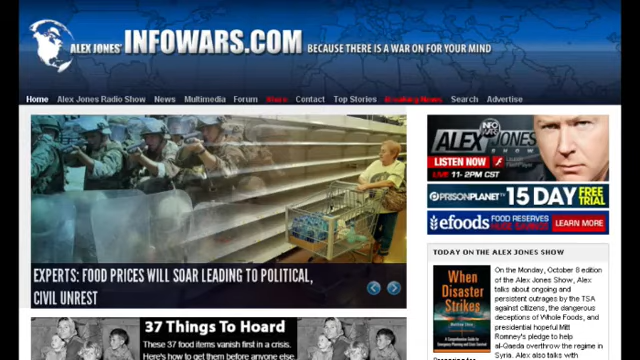 ALEX JONES' INFOWARS.COM BECAUSE THERE IS A WAR ON FOR YOUR MIND
Home Alex Jones Radio Show News Multimedia Forum Store Contact Top Stories Breaking News Search Advertise
INFO WARS
ALEX JONES
SHOW
LISTEN NOW
LIVE 11-2PM CST
PRISONPLANET TV 15 DAY FREE TRIAL
efoods FOOD RESERVES HUGE SAVINGS LEARN MORE
EXPERTS: FOOD PRICES WILL SOAR LEADING TO POLITICAL,
CIVIL UNREST
37 Things To Hoard
These 37 food items vanish first in a crisis.
Here's how to get them before anyone else.
TODAY ON THE ALEX JONES SHOW
When
Disaster
Strikes
On the Monday, October 8 edition
of the Alex Jones Show, Alex
talks about ongoing and
persistent outrages by the TSA
against citizens, the dangerous
deceptions of Whole Foods, and
presidential hopeful Mitt
Romney's pledge to help
al-Qaeda overthrow the regime in
Syria. Alex also talks with